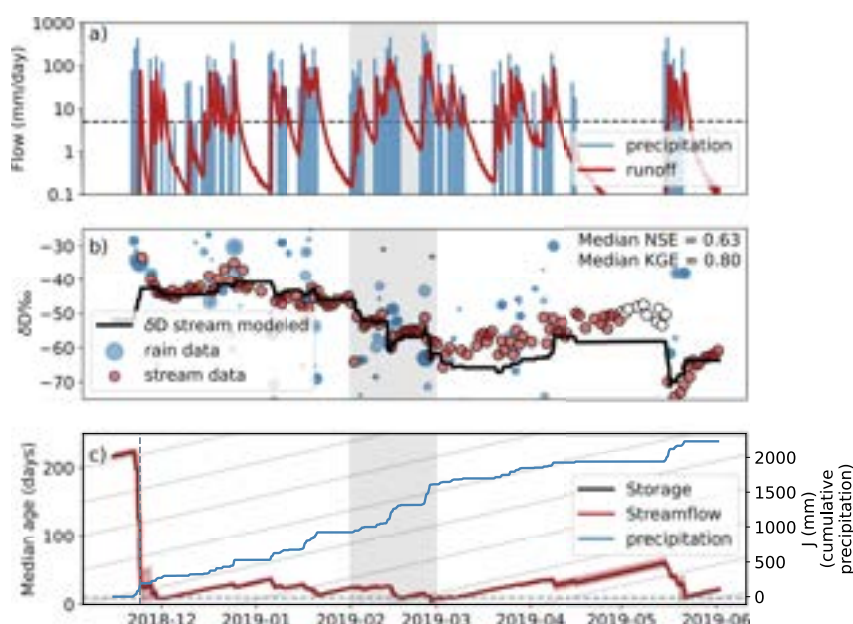 1000
100
10
1
0.1
Flow (mm/day)
a)
precipitation
runoff
−30
−40
−50
−60
−70
δD‰
b)
Median NSE = 0.63
Median KGE = 0.80
δD stream modeled
rain data
stream data
200
100
0
Median age (days)
c)
Storage
Streamflow
precipitation
2000
1500
1000
500
0
J (mm)
(cumulative
precipitation)
2018-12 2019-01 2019-02 2019-03 2019-04 2019-05 2019-06